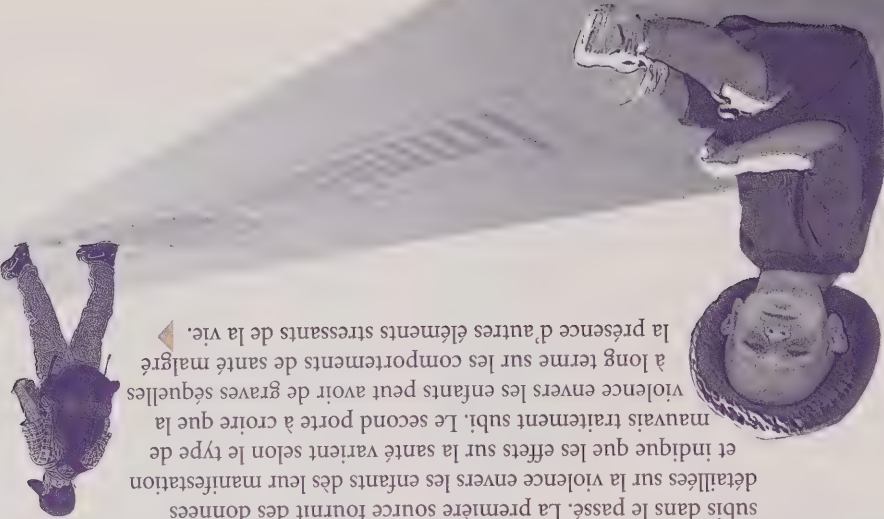 subis dans le passé. La première source fournit des données
détaillées sur la violence envers les enfants dès leur manifestation
et indique que les effets sur la santé varient selon le type de
mauvais traitement subi. Le second porte à croire que la
violence envers les enfants peut avoir de graves séquelles
à long terme sur les comportements de santé malgré
la présence d'autres éléments stressants de la vie.